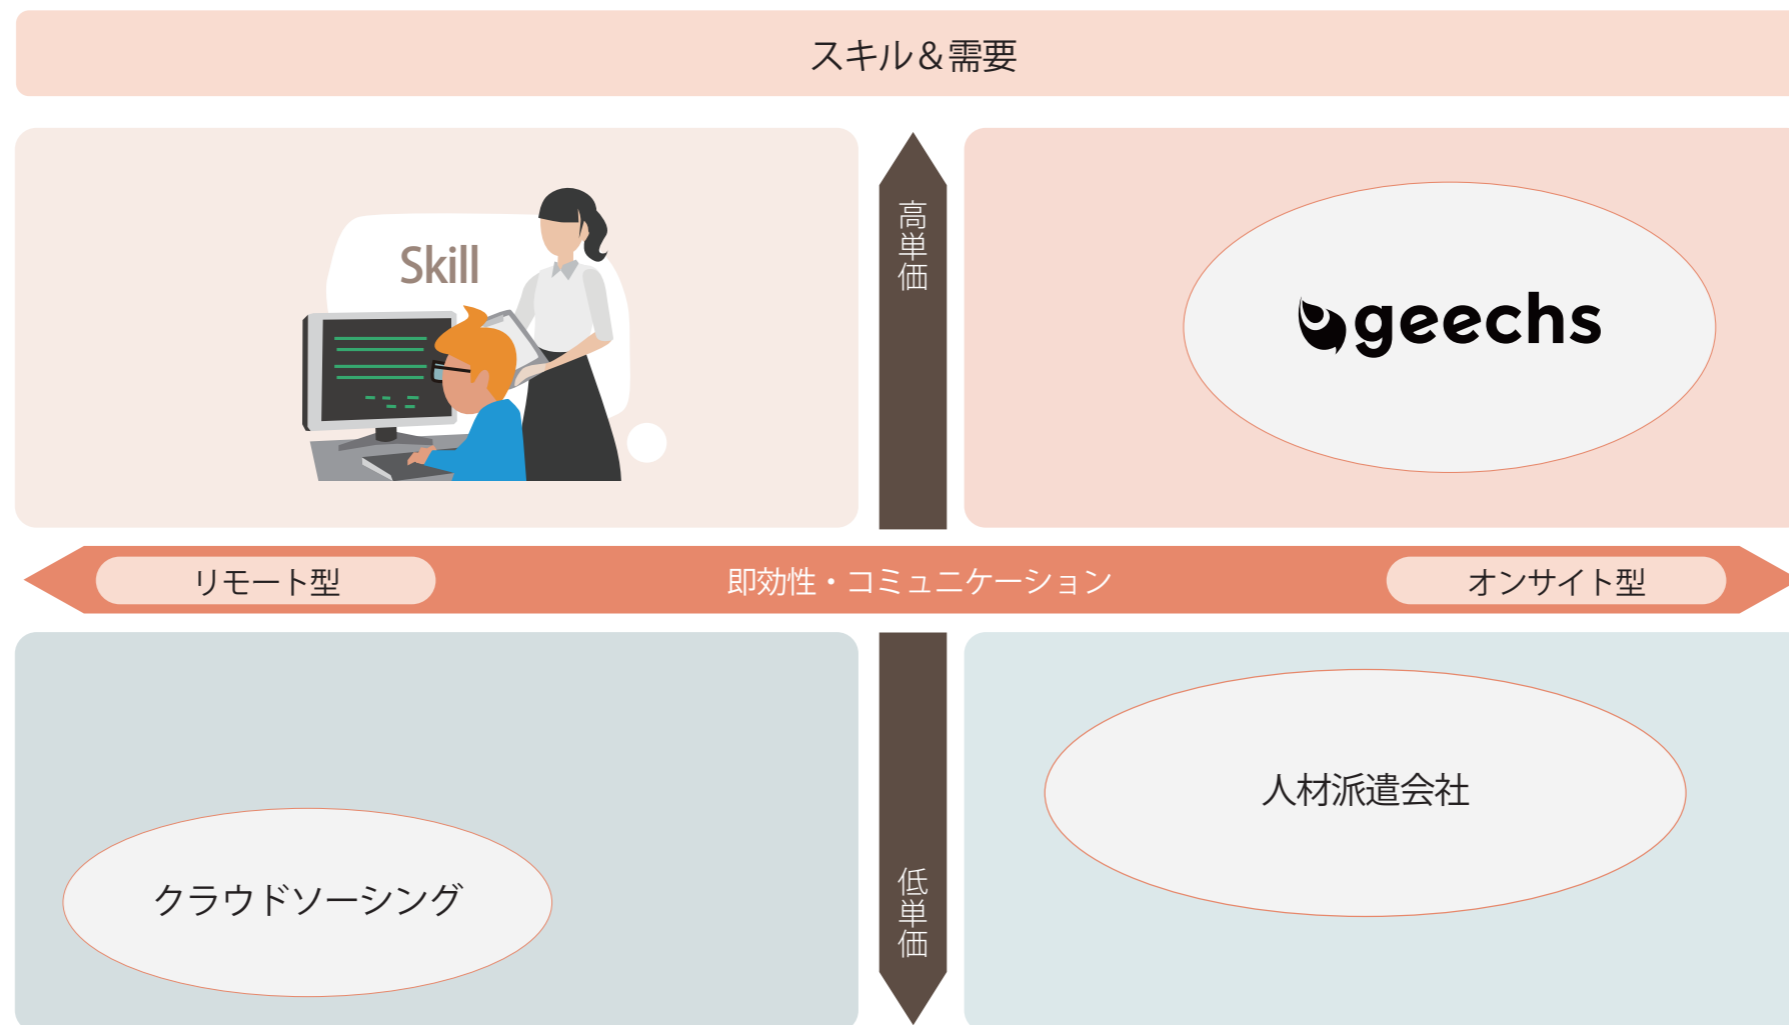 スキル＆需要
Skill
高単価
geechs
リモート型
即効性・コミュニケーション
オンサイト型
人材派遣会社
クラウドソーシング
低単価